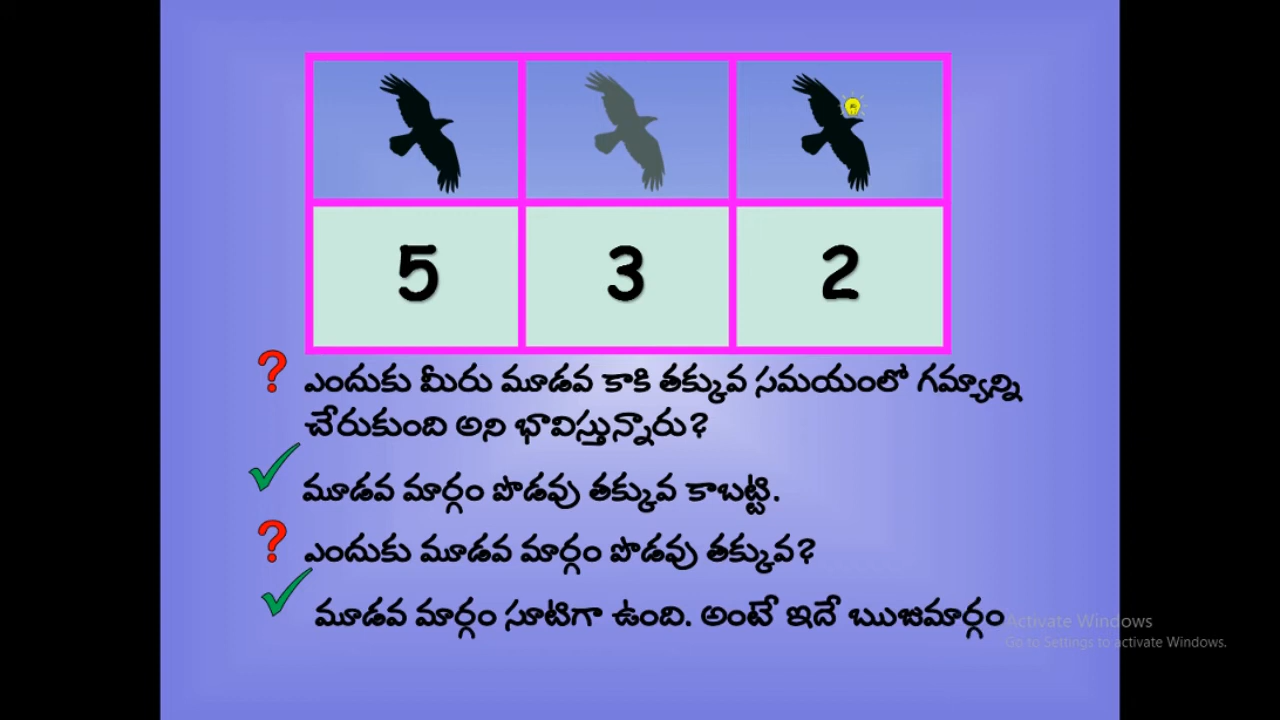 5 3 2
? ఎందుకు మీరు మూడవ కాకి తక్కువ సమయంలో గమ్యాన్ని
చేరుకుంది అని భావిస్తున్నారు?
మూడవ మార్గం పొడవు తక్కువ కాబట్టి.
? ఎందుకు మూడవ మార్గం పొడవు తక్కువ?
మూడవ మార్గం సూటిగా ఉంది. అంటే ఇదే ఋజుమార్గం
Activate Windows
Go to Settings to activate Windows.